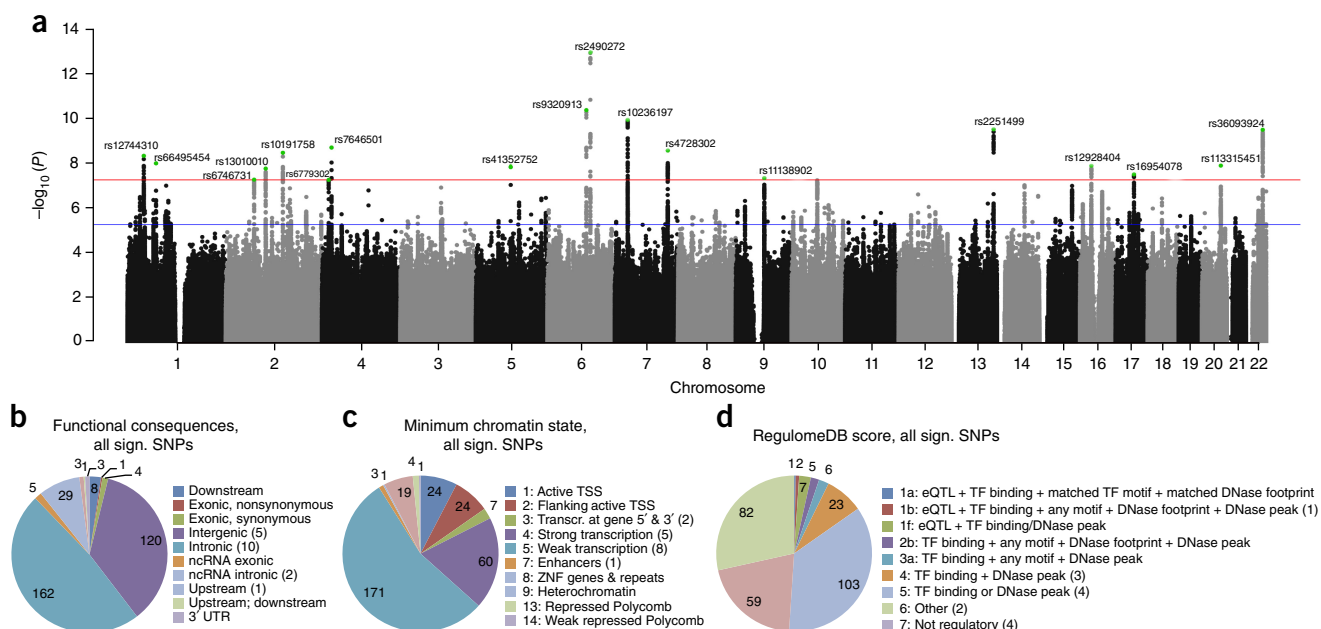 a
14
12
10
8
6
4
2
0
−log10 (P)
rs12744310
rs66495454
rs6746731
rs13010010
rs10191758
rs6779302
rs7646501
rs41352752
rs9320913
rs2490272
rs10236197
rs4728302
rs11138902
rs2251499
rs12928404
rs16954078
rs113315451
rs36093924
1 2 4 3 5 6 7 8 9 10 11 12 13 14 15 16 17 18 19 20 21 22
Chromosome
b
Functional consequences,
all sign. SNPs
3 1 3 1 4
5 29 8
120
162
Downstream
Exonic, nonsynonymous
Exonic, synonymous
Intergenic (5)
Intronic (10)
ncRNA exonic
ncRNA intronic (2)
Upstream (1)
Upstream; downstream
3′ UTR
c
Minimum chromatin state,
all sign. SNPs
3 1 4 1
19 24
24 7
60
171
1: Active TSS
2: Flanking active TSS
3: Transcr. at gene 5′ & 3′ (2)
4: Strong transcription (5)
5: Weak transcription (8)
7: Enhancers (1)
8: ZNF genes & repeats
9: Heterochromatin
13: Repressed Polycomb
14: Weak repressed Polycomb
d
RegulomeDB score, all sign. SNPs
1 2 5 6
7 23
82
103
59
1a: eQTL + TF binding + matched TF motif + matched DNase footprint
1b: eQTL + TF binding + any motif + DNase footprint + DNase peak (1)
1f: eQTL + TF binding/DNase peak
2b: TF binding + any motif + DNase footprint + DNase peak
3a: TF binding + any motif + DNase peak
4: TF binding + DNase peak (3)
5: TF binding or DNase peak (4)
6: Other (2)
7: Not regulatory (4)